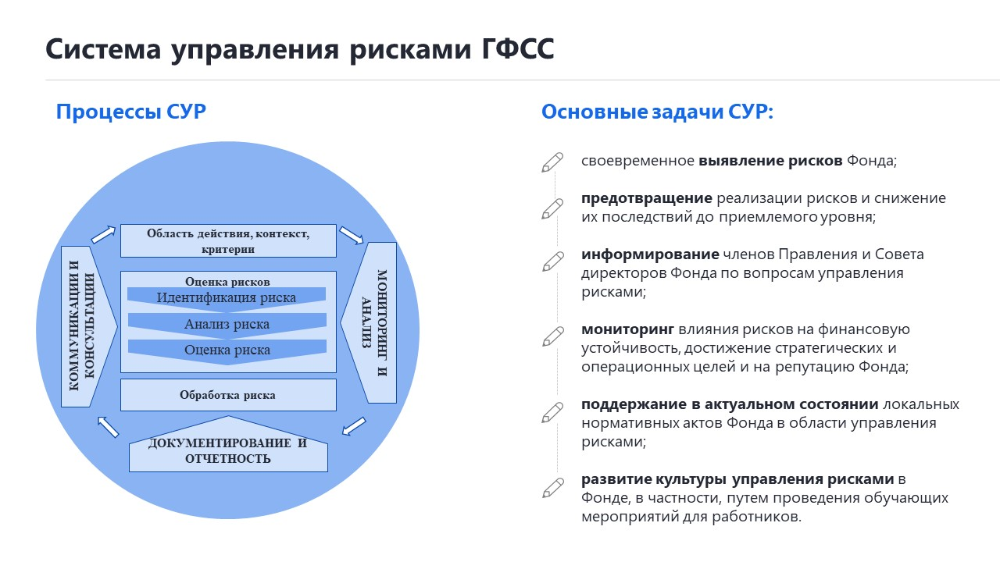 Система управления рисками ГФСС
Процессы СУР
Область действия, контекст,
критерии
Оценка рисков
Идентификация риска
Анализ риска
Оценка риска
Обработка риска
КОММУНИКАЦИИ И
КОНСУЛЬТАЦИИ
МОНИТОРИНГ И
АНАЛИЗ
ДОКУМЕНТИРОВАНИЕ И
ОТЧЕТНОСТЬ
Основные задачи СУР:
своевременное выявление рисков Фонда;
предотвращение реализации рисков и снижение
их последствий до приемлемого уровня;
информирование членов Правления и Совета
директоров Фонда по вопросам управления
рисками;
мониторинг влияния рисков на финансовую
устойчивость, достижение стратегических и
операционных целей и на репутацию Фонда;
поддержание в актуальном состоянии локальных
нормативных актов Фонда в области управления
рисками;
развитие культуры управления рисками в
Фонде, в частности, путем проведения обучающих
мероприятий для работников.